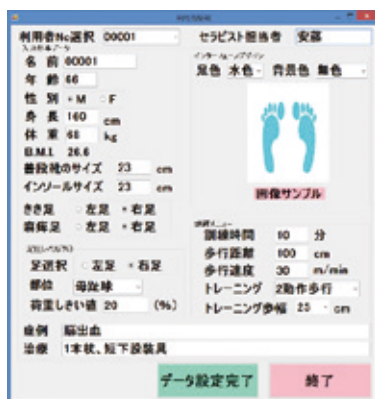 利用者No選択 00001
セラピスト担当者 安部
名 前 00001
年 齢 66
性 別 M F
身 長 160 cm
体 重 68 kg
B.M.I. 26.6
普段靴のサイズ 23 cm
インソールサイズ 23 cm
きき足 左足 右足
麻痺足 左足 右足
足選択 左足 右足
部位 母趾球
荷重しきい値 20 (%)
足色 水色 背景色 無色
画像サンプル
訓練メニュー
訓練時間 10 分
歩行距離 100 cm
歩行速度 30 m/min
トレーニング 2動作歩行
トレーニング歩幅 25 cm
症例 脳出血
治療 1本杖、短下肢装具
データ設定完了
終了